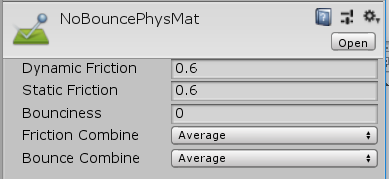 NoBouncePhysMat
Open
Dynamic Friction 0.6
Static Friction 0.6
Bounciness 0
Friction Combine Average
Bounce Combine Average